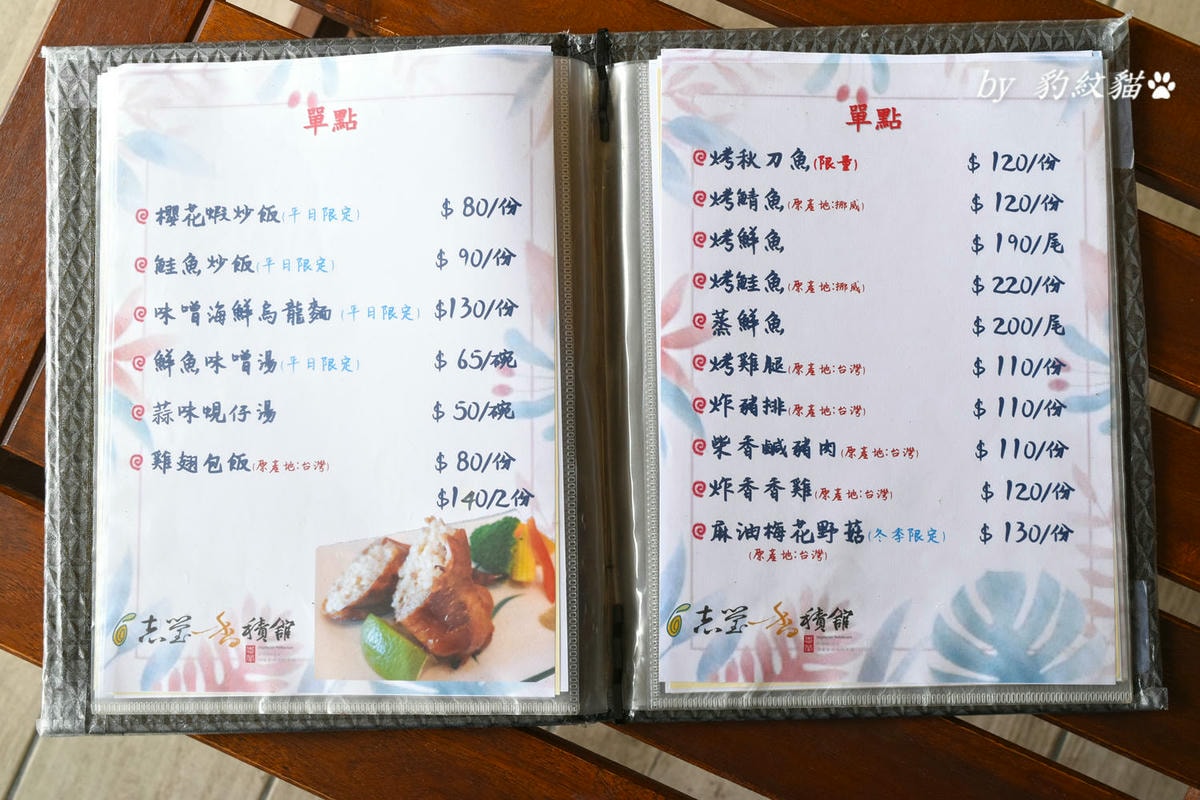 by 豹紋貓
單點
櫻花蝦炒飯(平日限定) $ 80/份
鮭魚炒飯(平日限定) $ 90/份
味噌海鮮烏龍麵(平日限定) $130/份
鮮魚味噌湯(平日限定) $ 65/碗
蒜味蜆仔湯 $ 50/碗
雞翅包飯(原產地:台灣) $ 80/份
$140/2份
志瑩香積館
單點
烤秋刀魚(限量) $ 120/份
烤鯖魚(原產地:挪威) $ 120/份
烤鮮魚 $ 190/尾
烤鮭魚(原產地:挪威) $ 220/份
蒸鮮魚 $ 200/尾
烤雞腿(原產地:台灣) $ 110/份
炸豬排(原產地:台灣) $ 110/份
柴香鹹豬肉(原產地:台灣) $ 110/份
炸香香雞(原產地:台灣) $ 120/份
麻油梅花野菇(冬季限定) $ 130/份
(原產地:台灣)
志瑩香積館